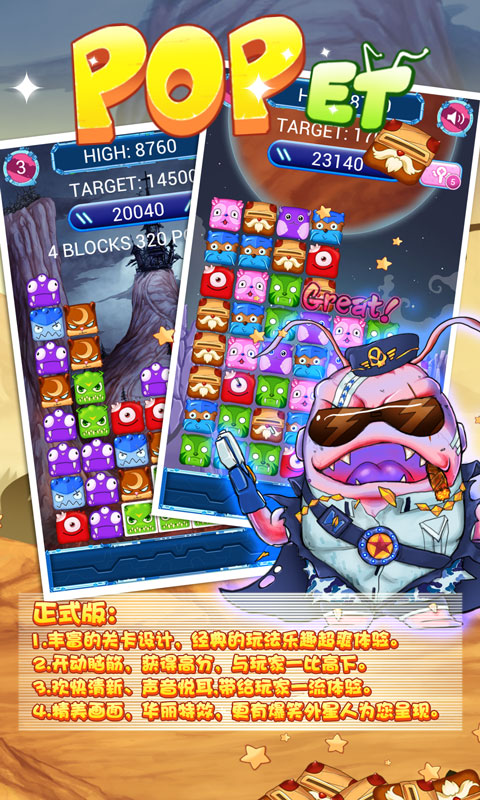 POP ET
HIGH: 8760
TARGET: 14500
20040
4 BLOCKS 320 P
3
TARGET: 17
23140
5
Great!
正式版：
1.丰富的关卡设计、经典的玩法乐趣超爽体验。
2.开动脑筋，获得高分，与玩家一比高下。
3.欢快清新、声音悦耳,带给玩家一流体验。
4.精美画面、华丽特效，更有爆笑外星人为您呈现。